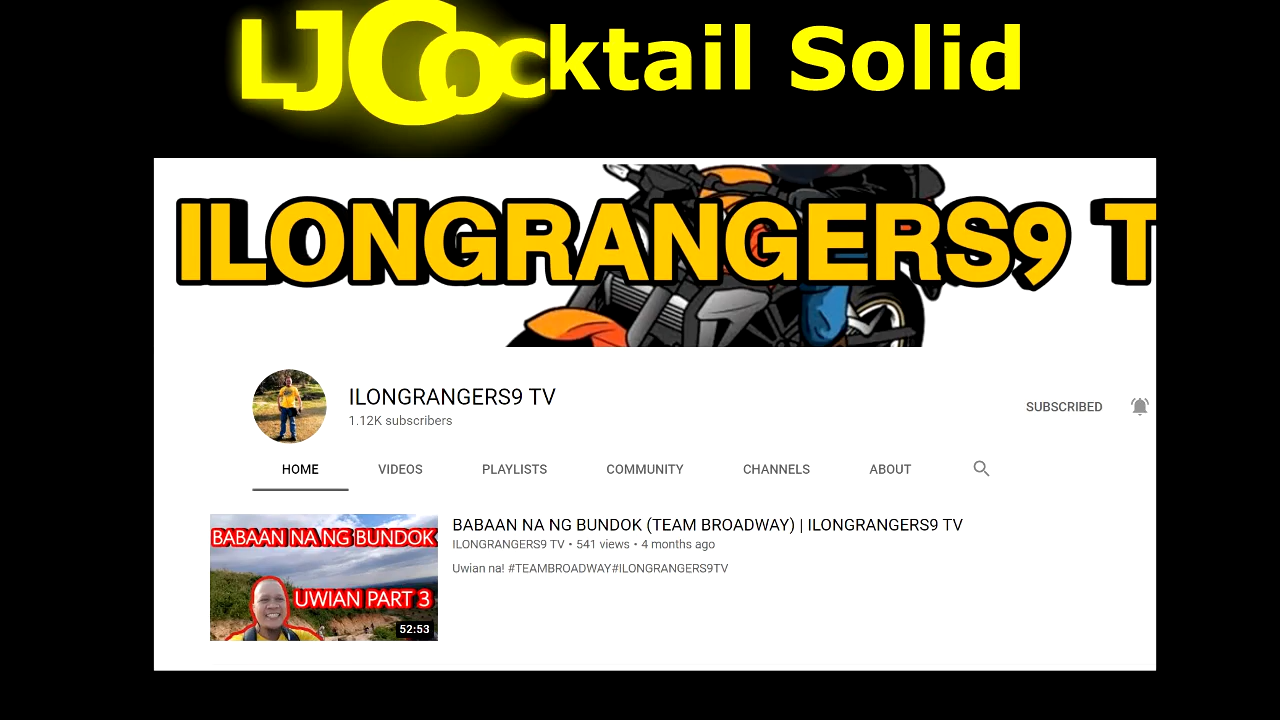 LJCocktail Solid
ILONGRANGERS9 T
ILONGRANGERS9 TV
1.12K subscribers
SUBSCRIBED
HOME VIDEOS PLAYLISTS COMMUNITY CHANNELS ABOUT
BABAAN NA NG BUNDOK
UWIAN PART 3
52:53
BABAAN NA NG BUNDOK (TEAM BROADWAY) | ILONGRANGERS9 TV
ILONGRANGERS9 TV • 541 views • 4 months ago
Uwian na! #TEAMBROADWAY#ILONGRANGERS9TV